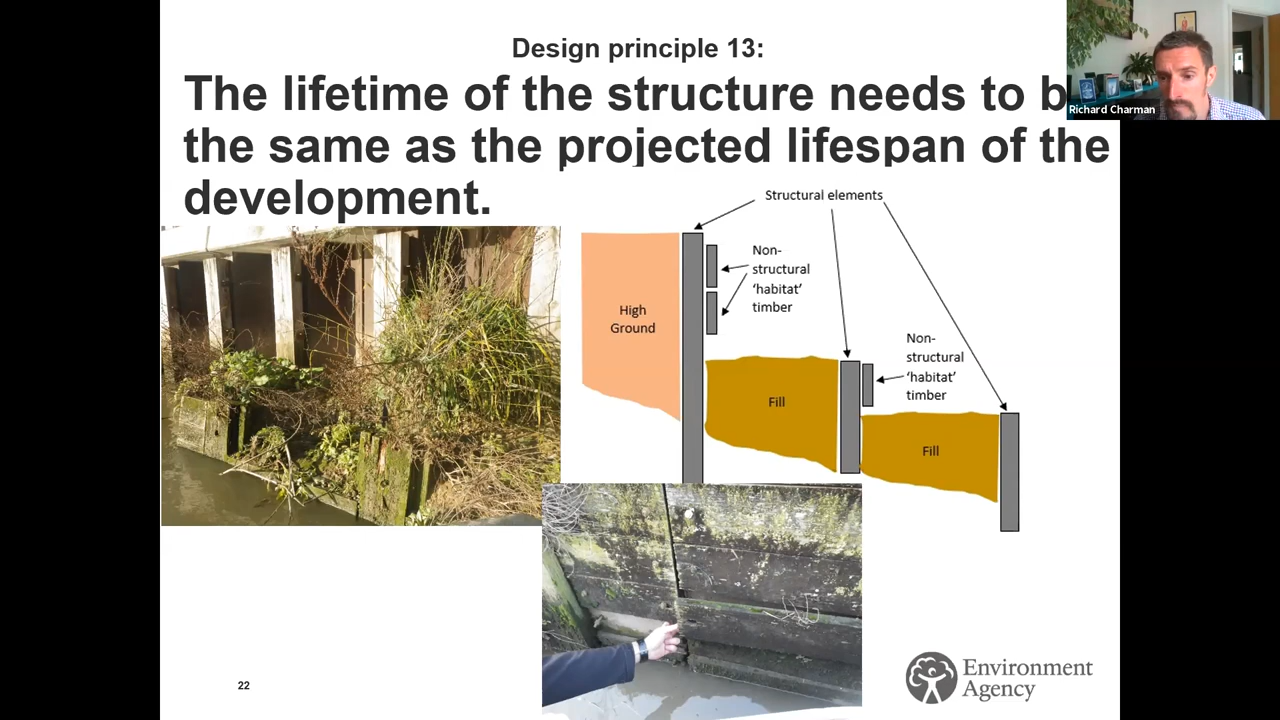 Design principle 13:
The lifetime of the structure needs to b
the same as the projected lifespan of the
development.
Richard Charman
Structural elements
Non-
structural
‘habitat’
timber
High
Ground
Non-
structural
‘habitat’
timber
Fill
Fill
22
Environment
Agency